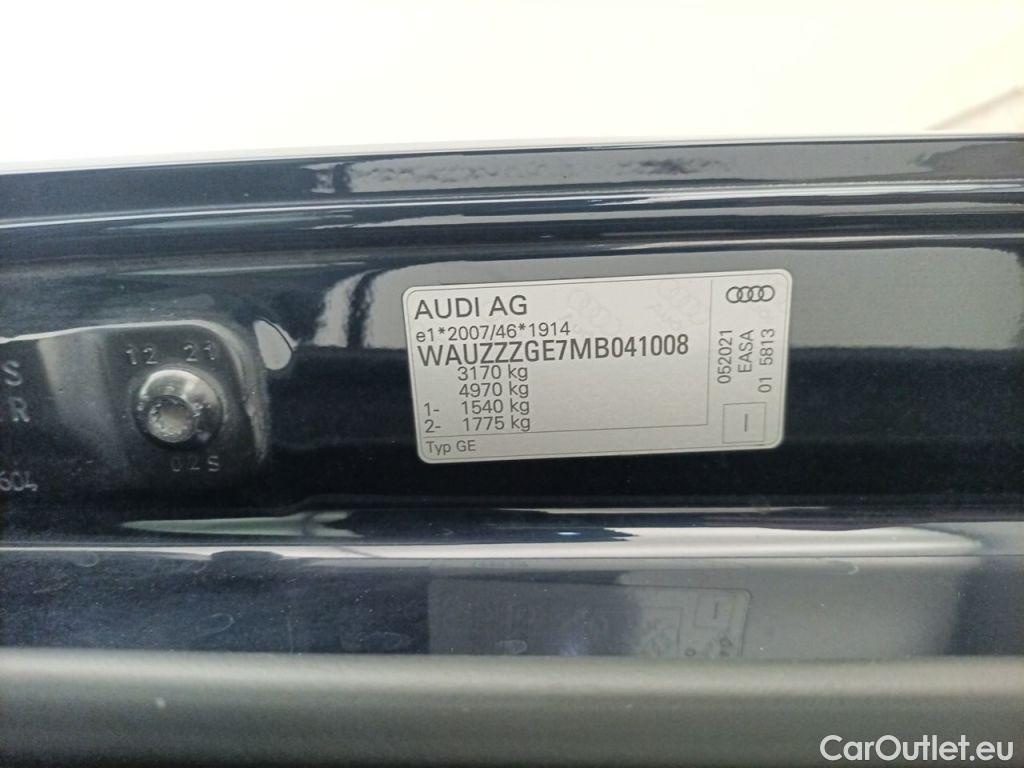 AUDI AG
e1*2007/46*1914
WAUZZZGE7MB041008
3170 kg
4970 kg
1- 1540 kg
2- 1775 kg
Typ GE
052021
EASA
01 5813
S
R
12 21
02S
604
CarOutlet.eu